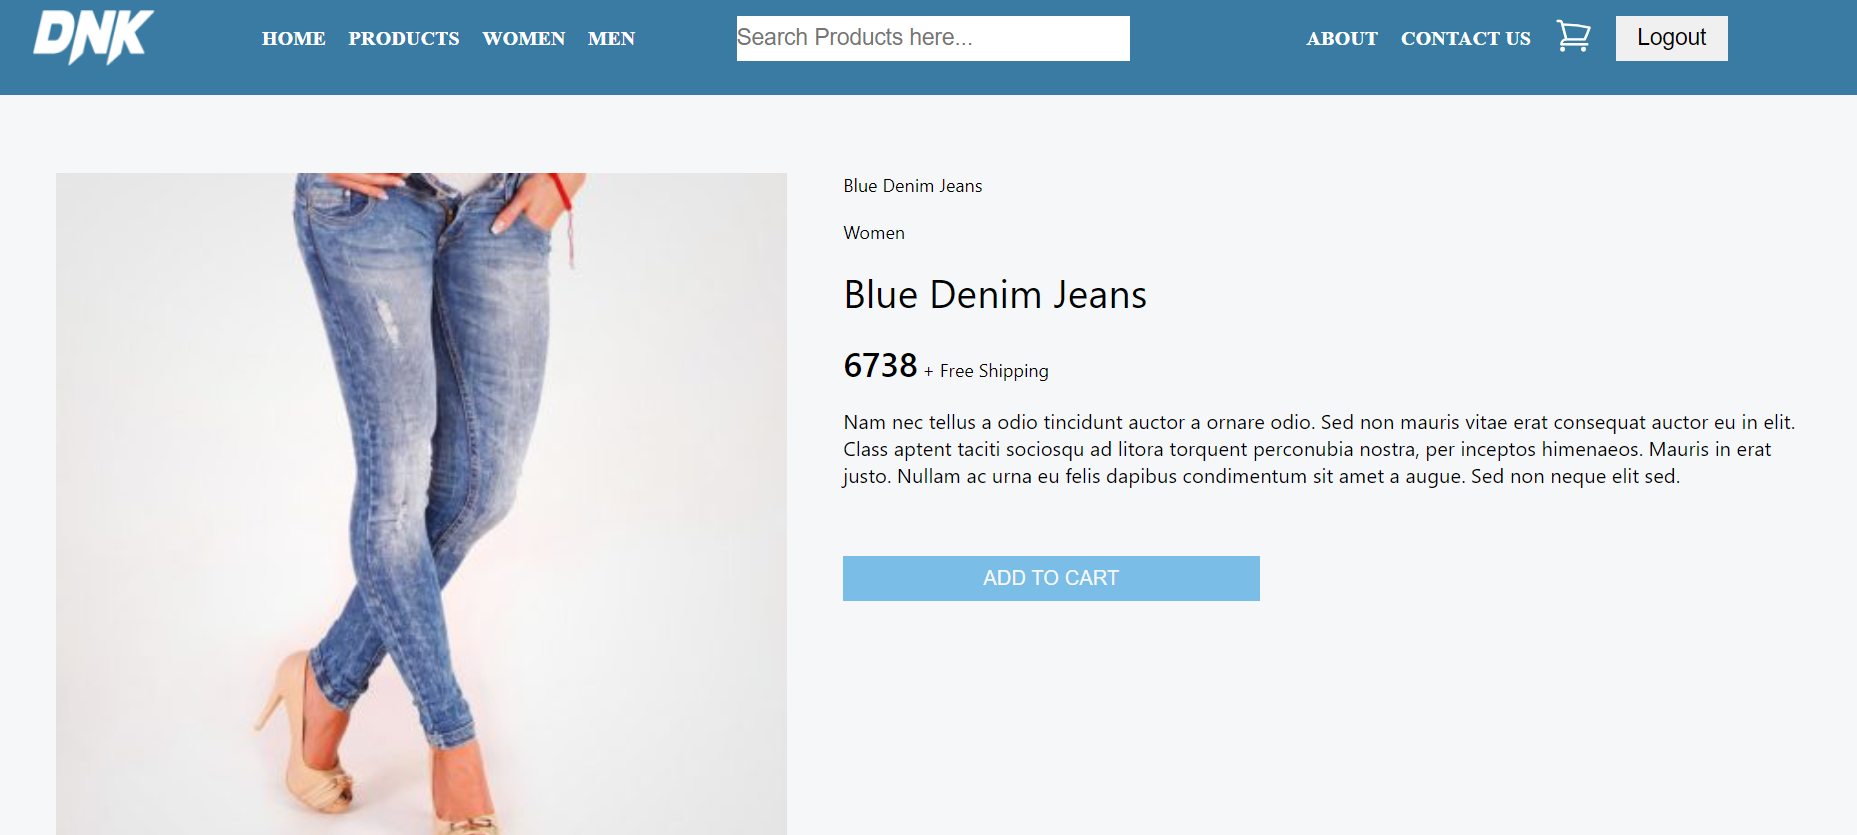 DNK
HOME PRODUCTS WOMEN MEN
Search Products here...
ABOUT CONTACT US
Logout
Blue Denim Jeans
Women
Blue Denim Jeans
6738 + Free Shipping
Nam nec tellus a odio tincidunt auctor a ornare odio. Sed non mauris vitae erat consequat auctor eu in elit.
Class aptent taciti sociosqu ad litora torquent perconubia nostra, per inceptos himenaeos. Mauris in erat
justo. Nullam ac urna eu felis dapibus condimentum sit amet a augue. Sed non neque elit sed.
ADD TO CART